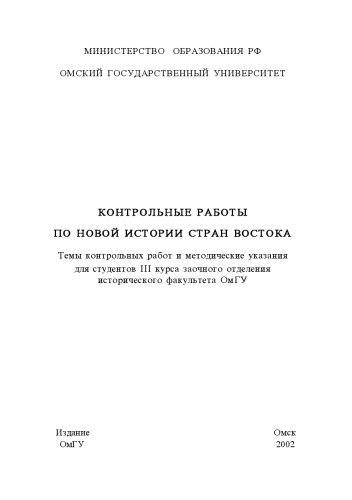 МИНИСТЕРСТВО ОБРАЗОВАНИЯ РФ
ОМСКИЙ ГОСУДАРСТВЕННЫЙ УНИВЕРСИТЕТ
КОНТРОЛЬНЫЕ РАБОТЫ
ПО НОВОЙ ИСТОРИИ СТРАН ВОСТОКА
Темы контрольных работ и методические указания
для студентов III курса заочного отделения
исторического факультета ОмГУ
Издание Омск
ОмГУ 2002